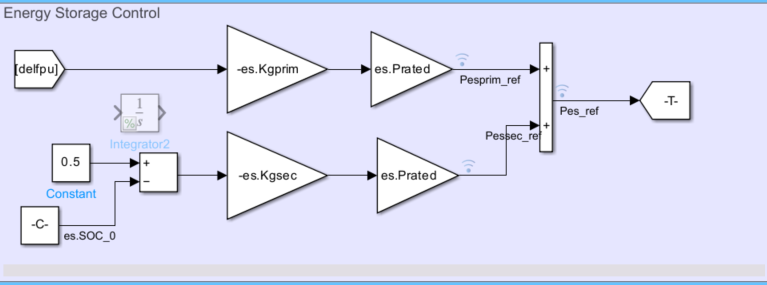 Energy Storage Control
[delfpu]
-es.Kgprim
es.Prated
Pesprim_ref
+
+
Pes_ref
-T-
1
s
%
Integrator2
0.5
Constant
+
−
-es.Kgsec
es.Prated
Pessec_ref
-C-
es.SOC_0